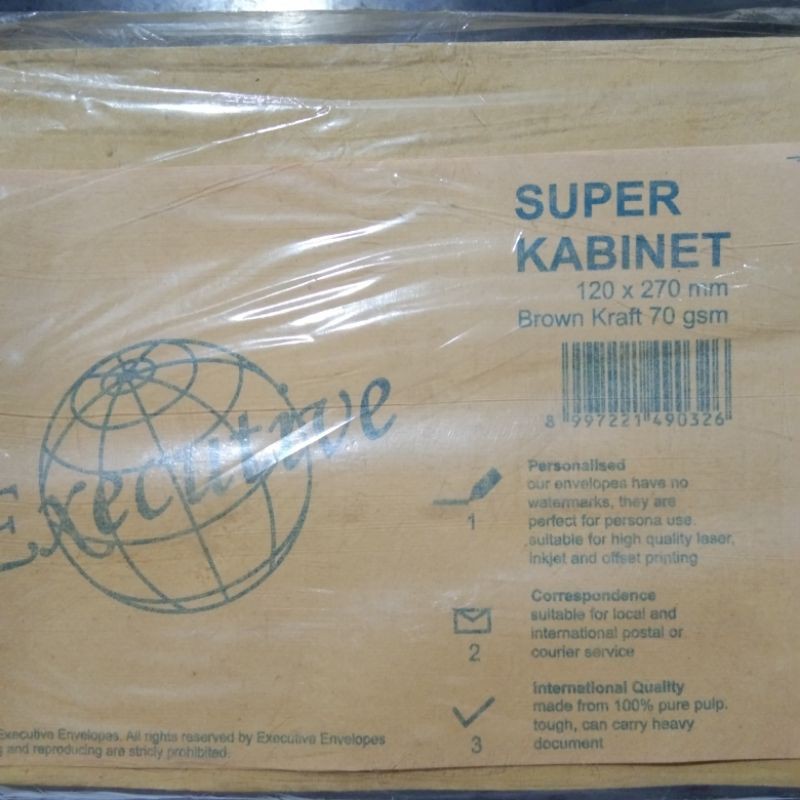 SUPER
KABINET
120 x 270 mm
Brown Kraft 70 gsm
8 997221 490326
Executive
Personalised
our envelopes have no
watermarks, they are
perfect for persona use.
suitable for high quality laser,
inkjet and offset printing
1
Correspondence
suitable for local and
international postal or
courier service
2
International Quality
made from 100% pure pulp.
tough, can carry heavy
document
3
Executive Envelopes. All rights reserved by Executive Envelopes
and reproducing are stricly prohibited.